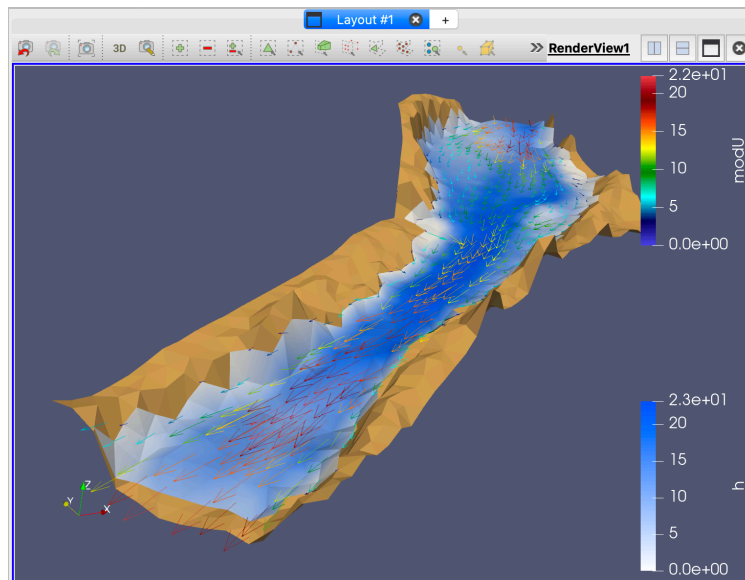 Layout #1
+
3D
RenderView1
2.2e+01
20
15
10
5
0.0e+00
modU
2.3e+01
20
15
10
5
0.0e+00
h
Z
Y
X